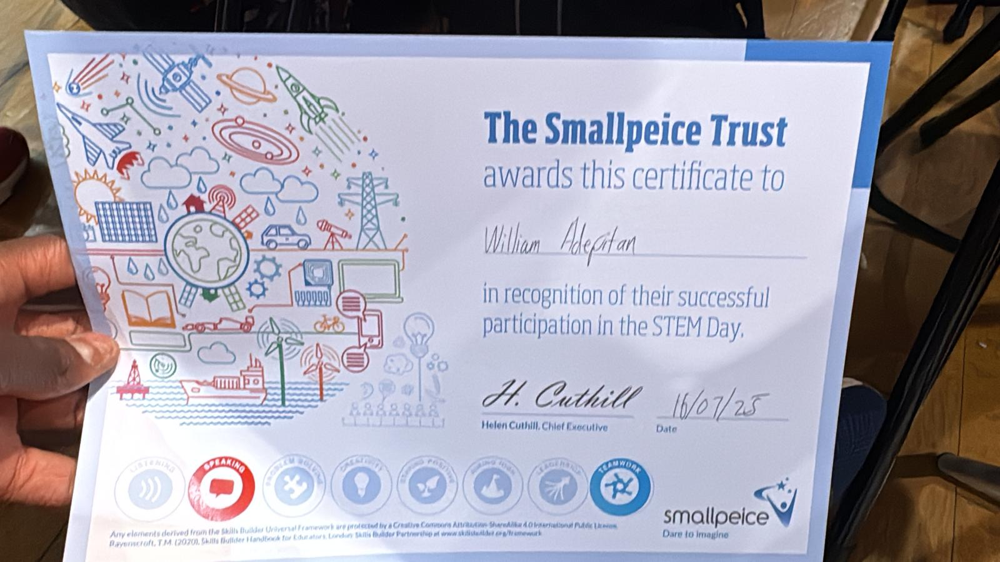 The Smallpeice Trust
awards this certificate to
William Adepitan
in recognition of their successful
participation in the STEM Day.
H. Cuthill
16/07/25
Helen Cuthill, Chief Executive
Date
LISTENING
SPEAKING
PROBLEM SOLVING
CREATIVITY
STAYING POSITIVE
AIMING HIGH
LEADERSHIP
TEAMWORK
smallpeice
Dare to Imagine
Any elements derived from the Skills Builder Universal Framework are protected by a Creative Commons Attribution-ShareAlike 4.0 International Public License.
Ravenscroft, T.M. (2020), Skills Builder Handbook for Educators, London: Skills Builder Partnership at www.skillsbuilder.org/framework